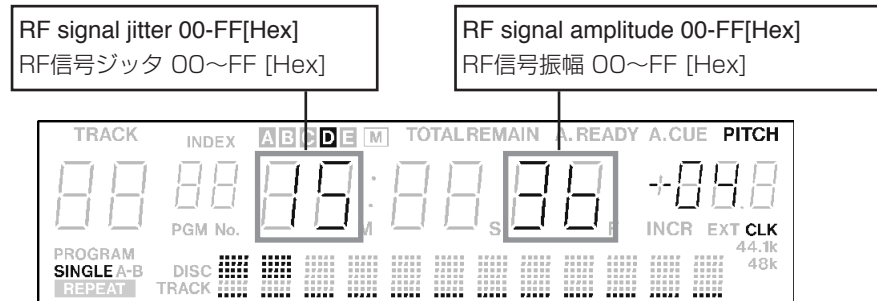 RF signal jitter 00-FF[Hex]
RF信号ジッタ 00～FF [Hex]
RF signal amplitude 00-FF[Hex]
RF信号振幅 00～FF [Hex]
TRACK INDEX A B C D E M TOTAL REMAIN A.READY A.CUE PITCH
15 3b -04
PGM No. M S F INCR EXT CLK
44.1k
48k
PROGRAM
SINGLE A-B
REPEAT
DISC
TRACK